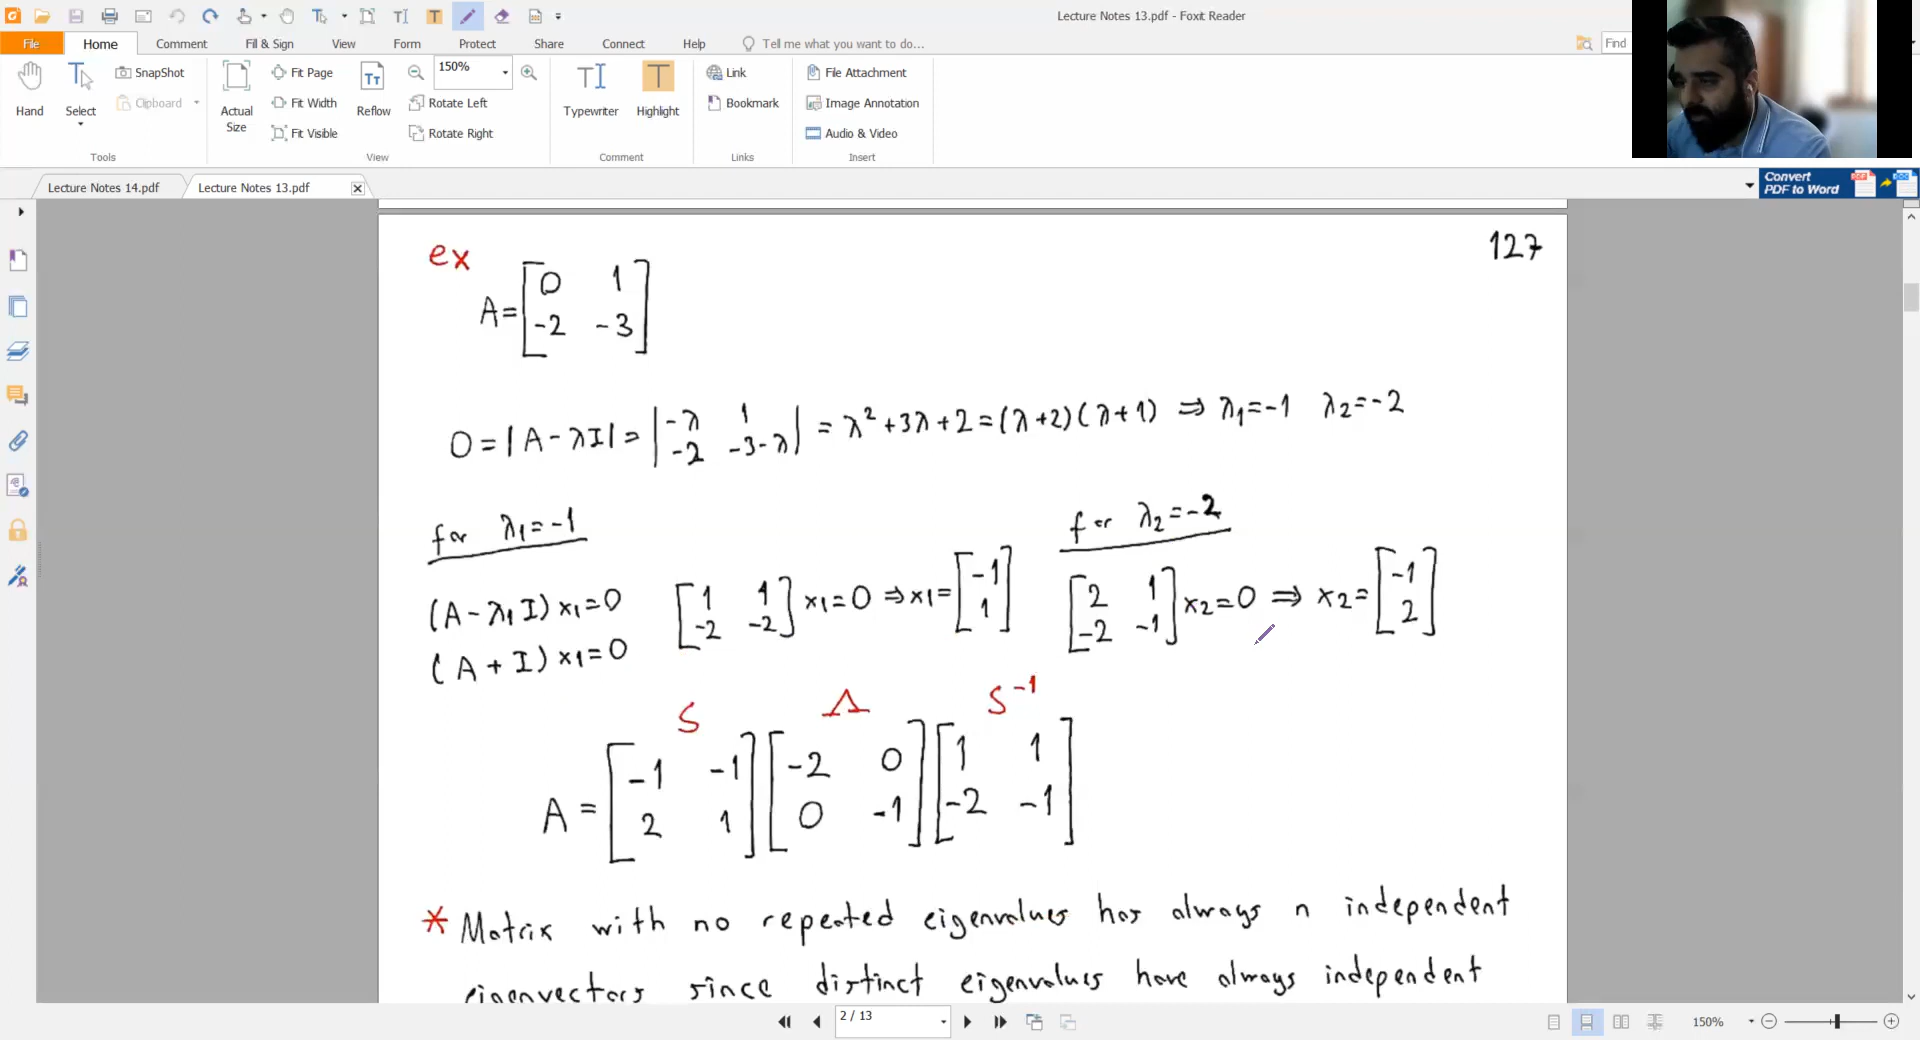 Lecture Notes 13.pdf - Foxit Reader
File Home Comment Fill & Sign View Form Protect Share Connect Help Tell me what you want to do... Find
Hand Select SnapShot Clipboard Actual Size Fit Page Fit Width Fit Visible Reflow 150% Rotate Left Rotate Right Typewriter Highlight Link Bookmark File Attachment Image Annotation Audio & Video
Tools View Comment Links Insert
Lecture Notes 14.pdf Lecture Notes 13.pdf Convert PDF to Word
ex 127
A = [0 1
-2 -3]
0 = |A - λI| = |-λ 1
-2 -3-λ| = λ² + 3λ + 2 = (λ+2)(λ+1) ⇒ λ1=-1 λ2=-2
for λ1=-1 for λ2=-2
(A - λ1 I) x1 = 0 [1 1
-2 -2] x1=0 ⇒ x1= [-1
1] [2 1
-2 -1] x2=0 ⇒ x2= [-1
2]
(A + I) x1=0
S Λ S⁻¹
A = [-1 -1
2 1] [-2 0
0 -1] [1 1
-2 -1]
* Matrix with no repeated eigenvalues has always n independent
eigenvectors since distinct eigenvalues have always independent
2 / 13 150%